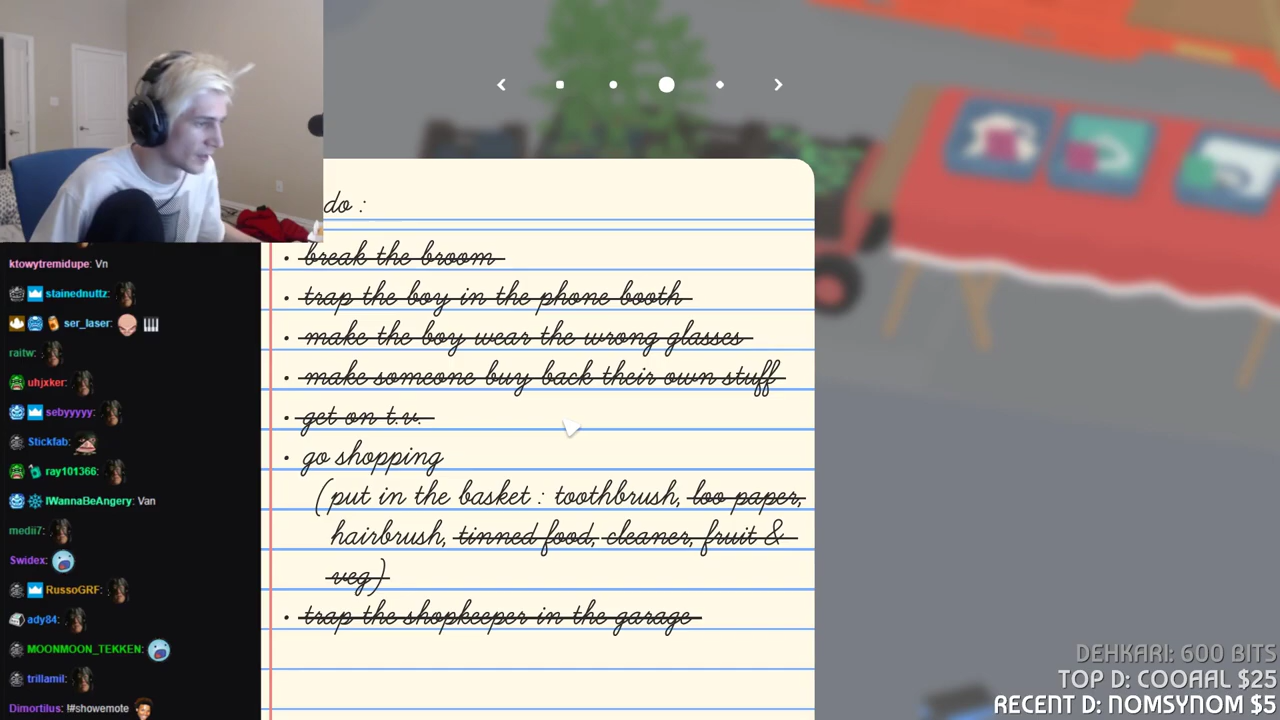 do :
• break the broom
• trap the boy in the phone booth
• make the boy wear the wrong glasses
• make someone buy back their own stuff
• get on t.v.
• go shopping
(put in the basket : toothbrush, loo paper,
hairbrush, tinned food, cleaner, fruit &
veg)
• trap the shopkeeper in the garage
ktowytremidupe: Vn
stainednuttz:
ser_laser:
raitw:
uhjxker:
sebyyyyy:
Stickfab:
ray101366:
IWannaBeAngery: Van
medii7:
Swidex:
RussoGRF:
ady84:
MOONMOON_TEKKEN:
trillamil:
Dimortilus: !#showemote
DEHKARI: 600 BITS
TOP D: COOAAL $25
RECENT D: NOMSYNOM $5